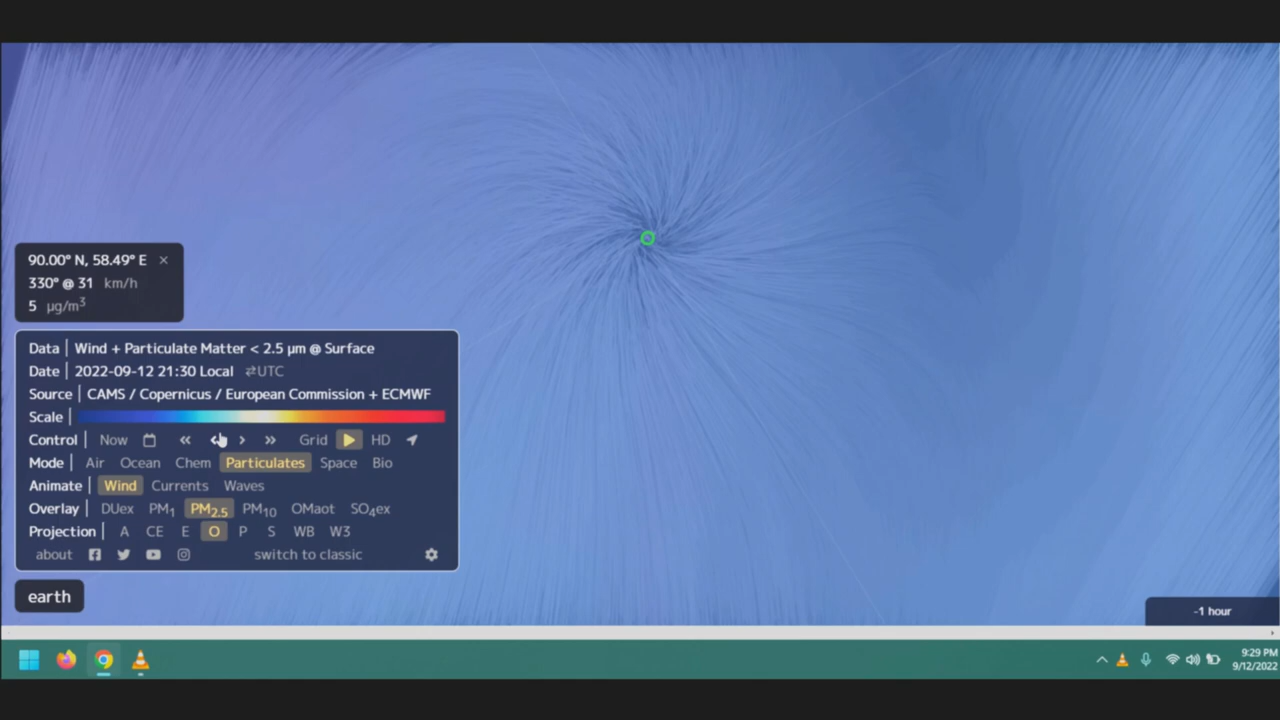 90.00° N, 58.49° E ×
330° @ 31 km/h
5 µg/m³
Data | Wind + Particulate Matter < 2.5 µm @ Surface
Date | 2022-09-12 21:30 Local ⇄UTC
Source | CAMS / Copernicus / European Commission + ECMWF
Scale |
Control | Now « > » Grid HD
Mode | Air Ocean Chem Particulates Space Bio
Animate | Wind Currents Waves
Overlay | DUex PM₁ PM₂.₅ PM₁₀ OMaot SO₄ex
Projection | A CE E O P S WB W3
about switch to classic
earth
-1 hour
9:29 PM
9/12/2022